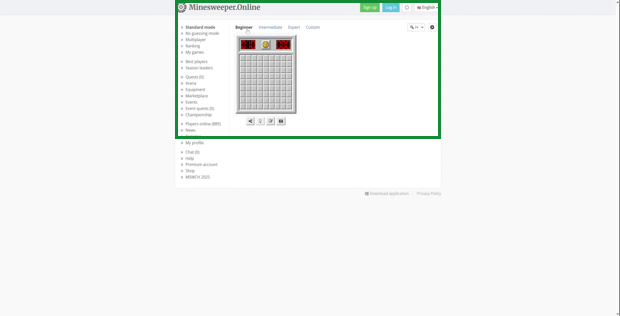 Minesweeper.Online
Sign up
Log in
English
Standard mode
No guessing mode
Multiplayer
Ranking
My games
Best players
Season leaders
Quests (0)
Arena
Equipment
Marketplace
Events
Event quests (0)
Championship
Players online (885)
News
My profile
Chat (0)
Help
Premium account
Shop
MSWCH 2025
Beginner
Intermediate
Expert
Custom
Download application
Privacy Policy